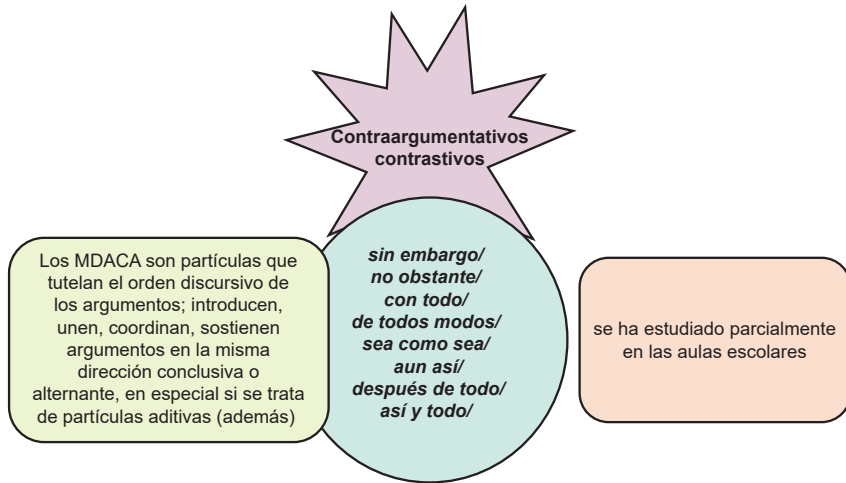 Contraargumentativos
contrastivos
Los MDACA son partículas que
tutelan el orden discursivo de
los argumentos; introducen,
unen, coordinan, sostienen
argumentos en la misma
dirección conclusiva o
alternante, en especial si se trata
de partículas aditivas (además)
sin embargo/
no obstante/
con todo/
de todos modos/
sea como sea/
aun así/
después de todo/
así y todo/
se ha estudiado parcialmente
en las aulas escolares